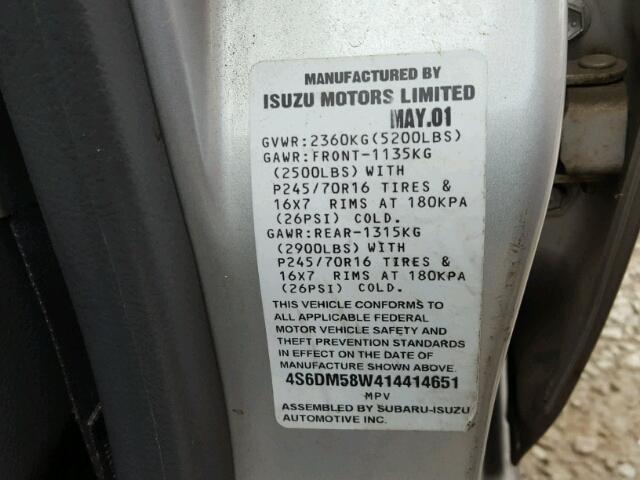 MANUFACTURED BY
ISUZU MOTORS LIMITED
MAY.01
GVWR:2360KG(5200LBS)
GAWR:FRONT-1135KG
(2500LBS) WITH
P245/70R16 TIRES &
16X7 RIMS AT 180KPA
(26PSI) COLD.
GAWR:REAR-1315KG
(2900LBS) WITH
P245/70R16 TIRES &
16X7 RIMS AT 180KPA
(26PSI) COLD.
THIS VEHICLE CONFORMS TO
ALL APPLICABLE FEDERAL
MOTOR VEHICLE SAFETY AND
THEFT PREVENTION STANDARDS
IN EFFECT ON THE DATE OF
MANUFACTURE SHOWN ABOVE.
4S6DM58W414414651
MPV
ASSEMBLED BY SUBARU-ISUZU
AUTOMOTIVE INC.